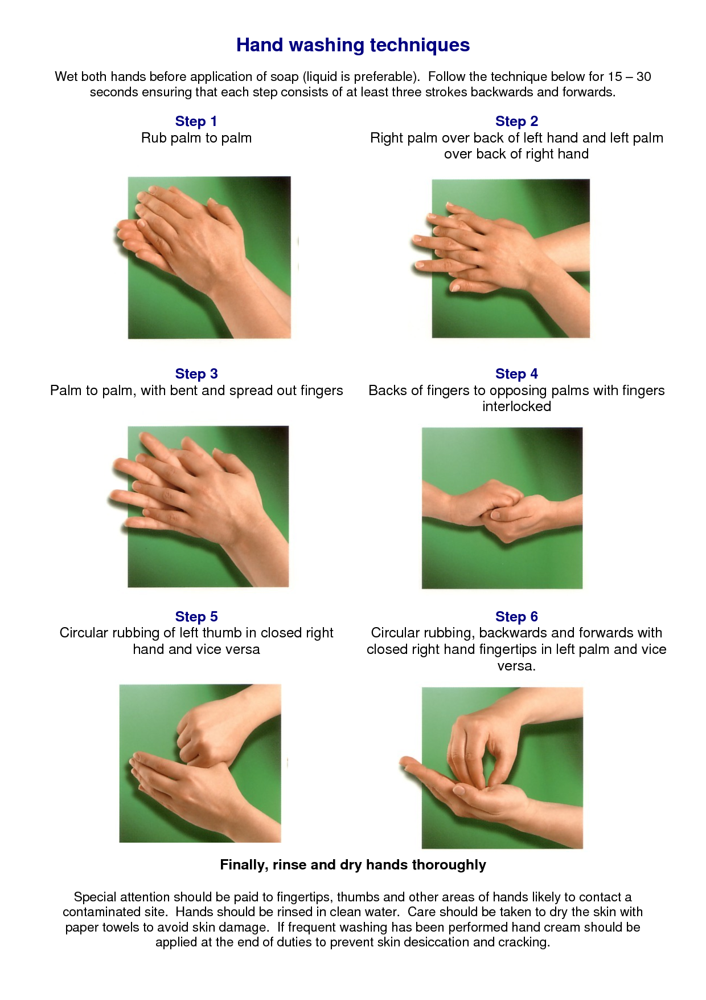 Hand washing techniques
Wet both hands before application of soap (liquid is preferable).  Follow the technique below for 15 – 30
seconds ensuring that each step consists of at least three strokes backwards and forwards.
Step 1
Rub palm to palm
Step 2
Right palm over back of left hand and left palm
over back of right hand
Step 3
Palm to palm, with bent and spread out fingers
Step 4
Backs of fingers to opposing palms with fingers
interlocked
Step 5
Circular rubbing of left thumb in closed right
hand and vice versa
Step 6
Circular rubbing, backwards and forwards with
closed right hand fingertips in left palm and vice
versa.
Finally, rinse and dry hands thoroughly
Special attention should be paid to fingertips, thumbs and other areas of hands likely to contact a
contaminated site.  Hands should be rinsed in clean water.  Care should be taken to dry the skin with
paper towels to avoid skin damage.  If frequent washing has been performed hand cream should be
applied at the end of duties to prevent skin desiccation and cracking.